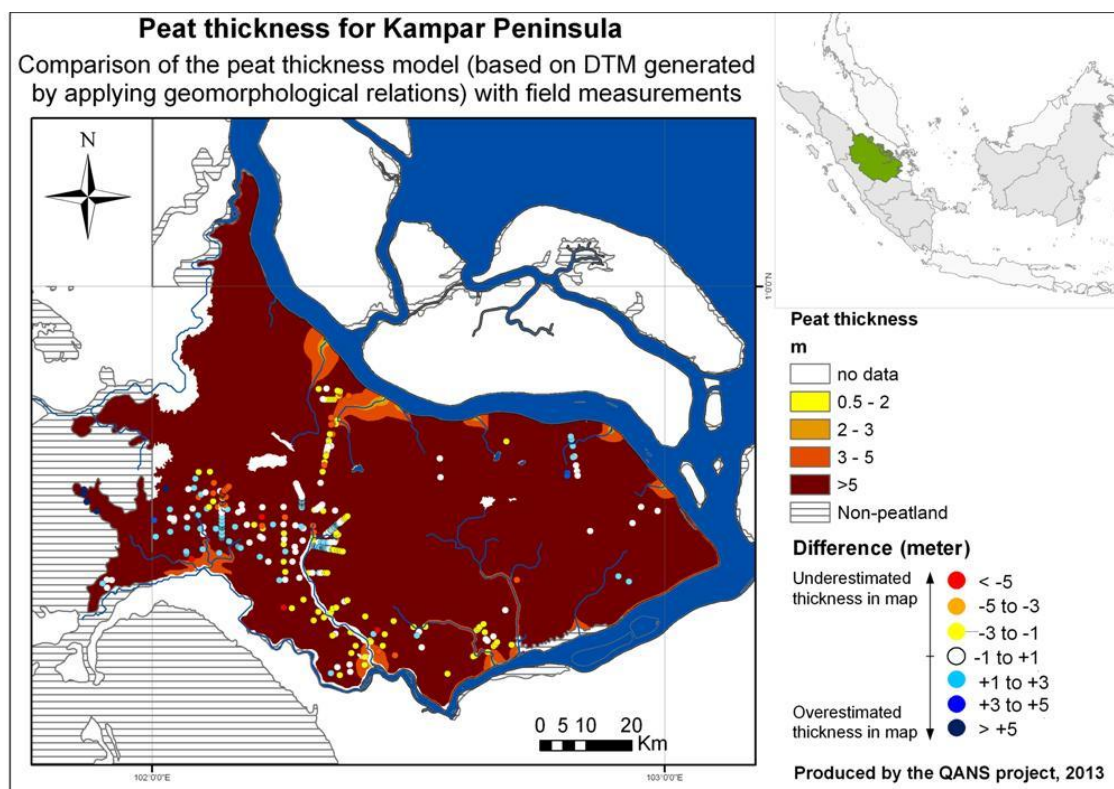 Peat thickness for Kampar Peninsula
Comparison of the peat thickness model (based on DTM generated
by applying geomorphological relations) with field measurements
N
1°0'0"N
102°0'0"E
103°0'0"E
0 5 10 20
Km
Peat thickness
m
no data
0.5 - 2
2 - 3
3 - 5
>5
Non-peatland
Difference (meter)
Underestimated
thickness in map
< -5
-5 to -3
-3 to -1
-1 to +1
+1 to +3
+3 to +5
> +5
Overestimated
thickness in map
Produced by the QANS project, 2013